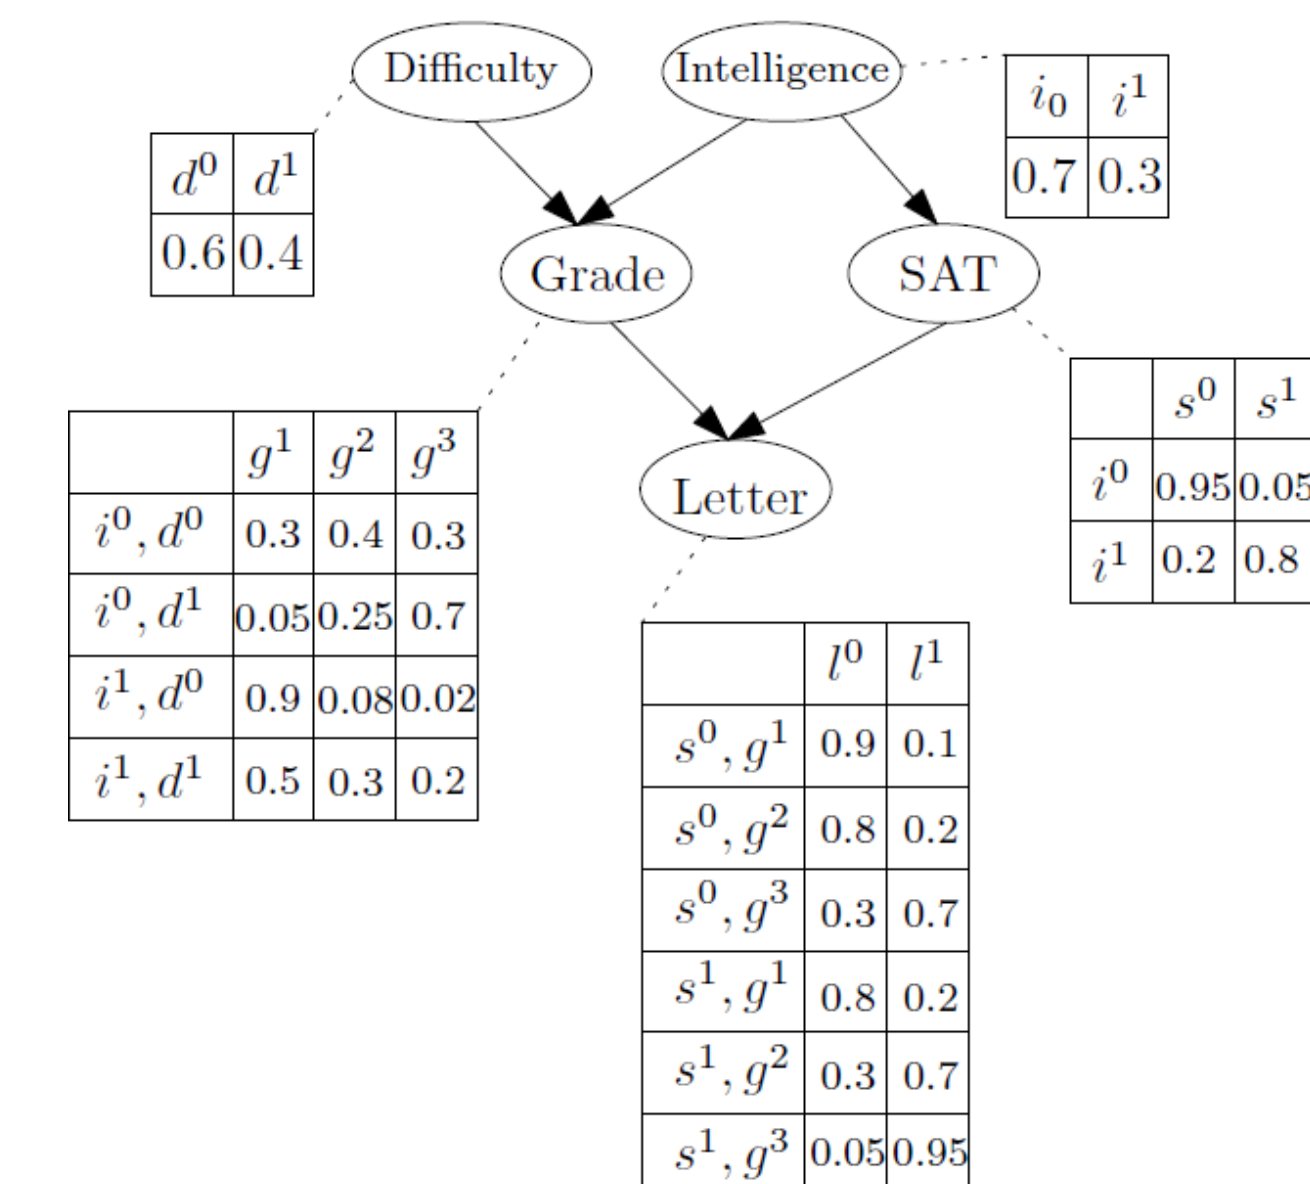 Difficulty
Intelligence
i₀ i¹
0.7 0.3
d⁰ d¹
0.6 0.4
Grade
SAT
s⁰ s¹
i⁰ 0.95 0.05
i¹ 0.2 0.8
g¹ g² g³
i⁰, d⁰ 0.3 0.4 0.3
i⁰, d¹ 0.05 0.25 0.7
i¹, d⁰ 0.9 0.08 0.02
i¹, d¹ 0.5 0.3 0.2
Letter
l⁰ l¹
s⁰, g¹ 0.9 0.1
s⁰, g² 0.8 0.2
s⁰, g³ 0.3 0.7
s¹, g¹ 0.8 0.2
s¹, g² 0.3 0.7
s¹, g³ 0.05 0.95